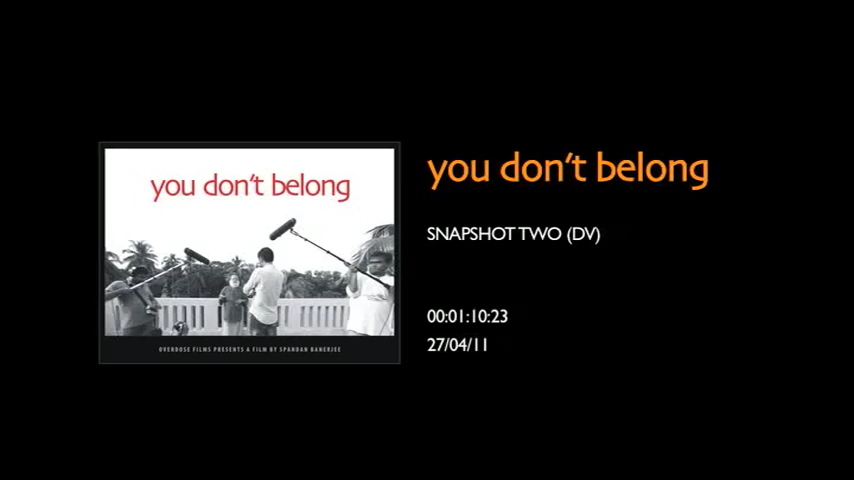 you don't belong
OVERDOSE FILMS PRESENTS A FILM BY SPANDAN BANERJEE
you don't belong
SNAPSHOT TWO (DV)
00:01:10:23
27/04/11